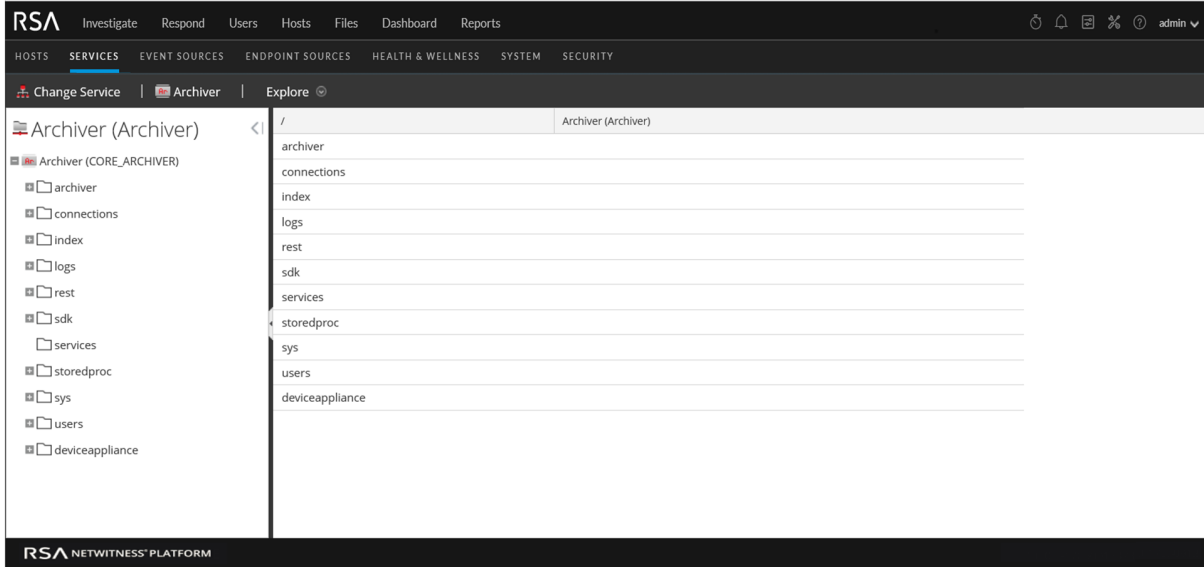 RSA Investigate Respond Users Hosts Files Dashboard Reports admin
HOSTS SERVICES EVENT SOURCES ENDPOINT SOURCES HEALTH & WELLNESS SYSTEM SECURITY
Change Service | Archiver | Explore
Archiver (Archiver)
Archiver (CORE_ARCHIVER)
archiver
connections
index
logs
rest
sdk
services
storedproc
sys
users
deviceappliance
/ Archiver (Archiver)
archiver
connections
index
logs
rest
sdk
services
storedproc
sys
users
deviceappliance
RSA NETWITNESS® PLATFORM